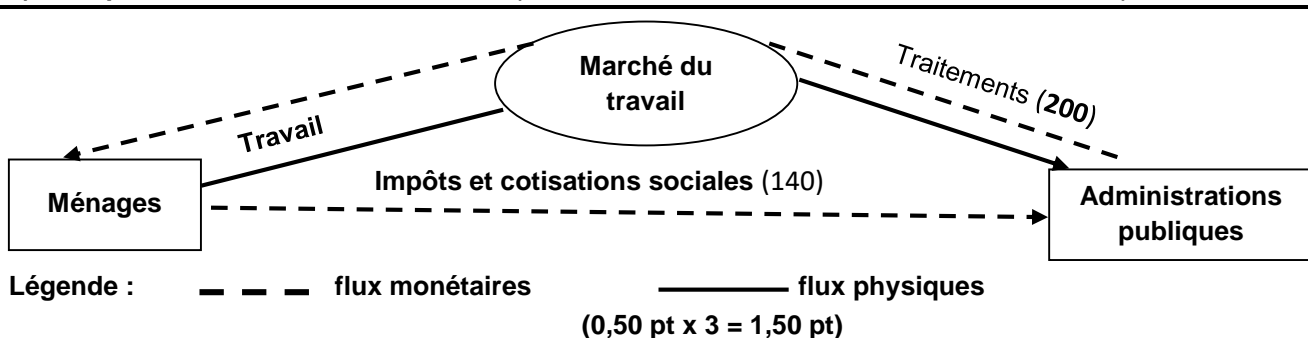 Marché du
travail
Traitements (200)
Travail
Impôts et cotisations sociales (140)
Ménages
Administrations
publiques
Légende : flux monétaires flux physiques
(0,50 pt x 3 = 1,50 pt)